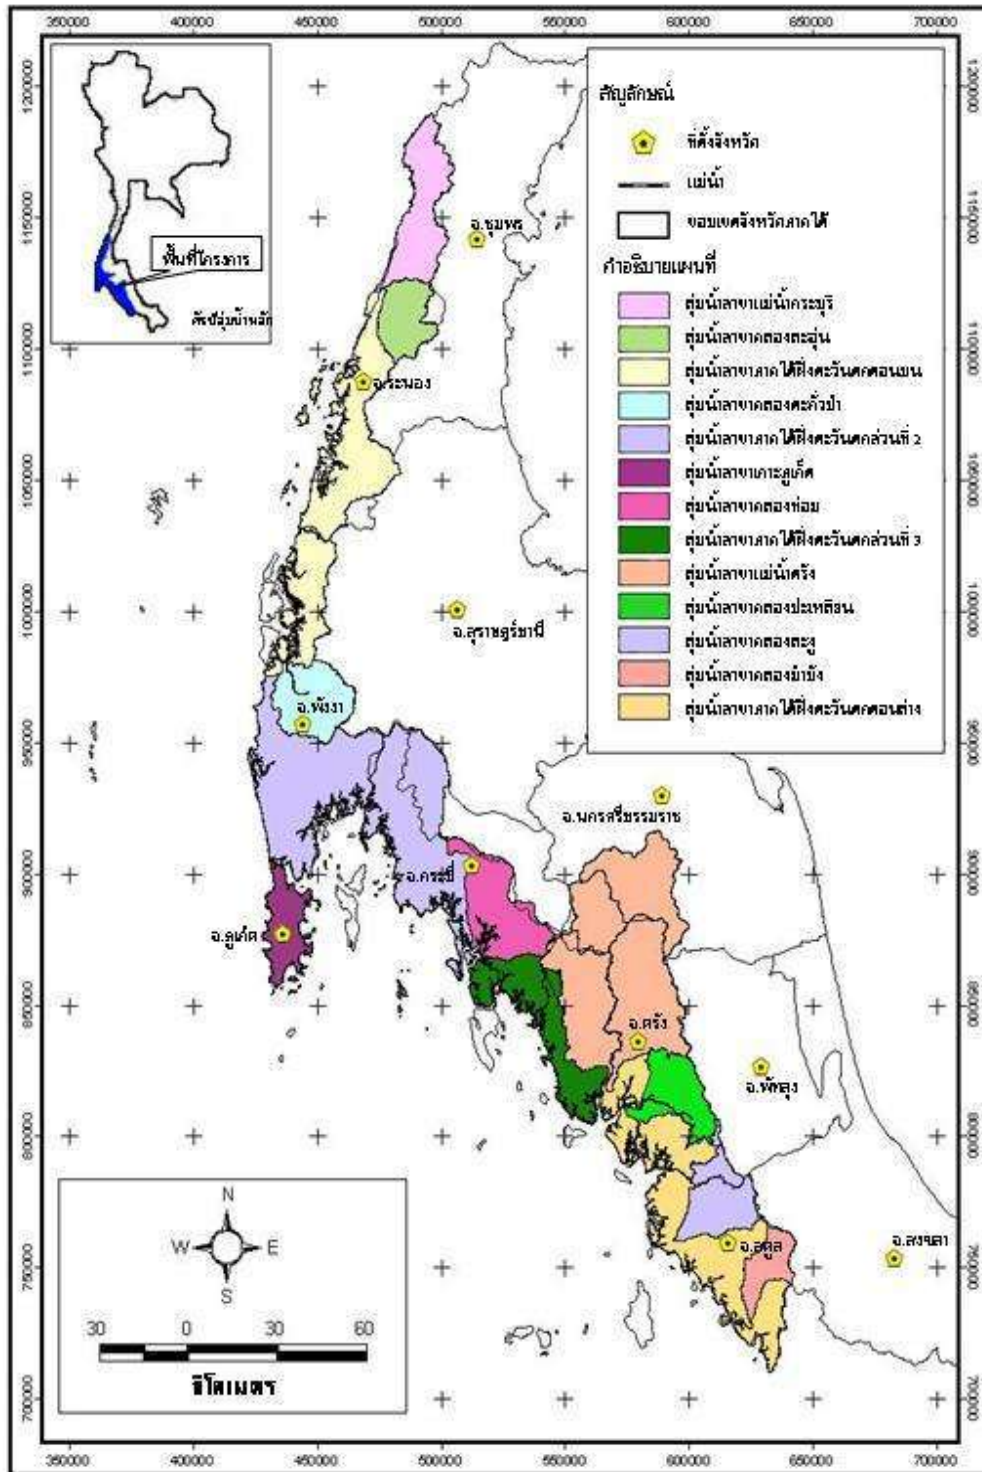 350000 400000 450000 500000 550000 600000 650000 700000
สัญลักษณ์
ที่ตั้งจังหวัด
แม่น้ำ
ขอบเขตจังหวัดภาคใต้
คำอธิบายแผนที่
ลุ่มน้ำสาขาแม่น้ำกระบุรี
ลุ่มน้ำสาขาคลองละอุ่น
ลุ่มน้ำสาขาภาคใต้ฝั่งตะวันตกตอนบน
ลุ่มน้ำสาขาคลองตะกั่วป่า
ลุ่มน้ำสาขาภาคใต้ฝั่งตะวันตกส่วนที่ 2
ลุ่มน้ำสาขาเกาะภูเก็ต
ลุ่มน้ำสาขาคลองท่อม
ลุ่มน้ำสาขาภาคใต้ฝั่งตะวันตกส่วนที่ 3
ลุ่มน้ำสาขาแม่น้ำตรัง
ลุ่มน้ำสาขาคลองปะเหลียน
ลุ่มน้ำสาขาคลองละงู
ลุ่มน้ำสาขาคลองบำบัง
ลุ่มน้ำสาขาภาคใต้ฝั่งตะวันตกตอนล่าง
พื้นที่โครงการ
จ.ชุมพร
จ.ระนอง
จ.สุราษฎร์ธานี
จ.พังงา
จ.นครศรีธรรมราช
จ.กระบี่
จ.ภูเก็ต
จ.ตรัง
จ.พัทลุง
จ.สตูล
จ.สงขลา
1200000
1150000
1100000
1050000
1000000
950000
900000
850000
800000
750000
700000
N
W E
S
30 0 30 60
กิโลเมตร
350000 400000 450000 500000 550000 600000 650000 700000